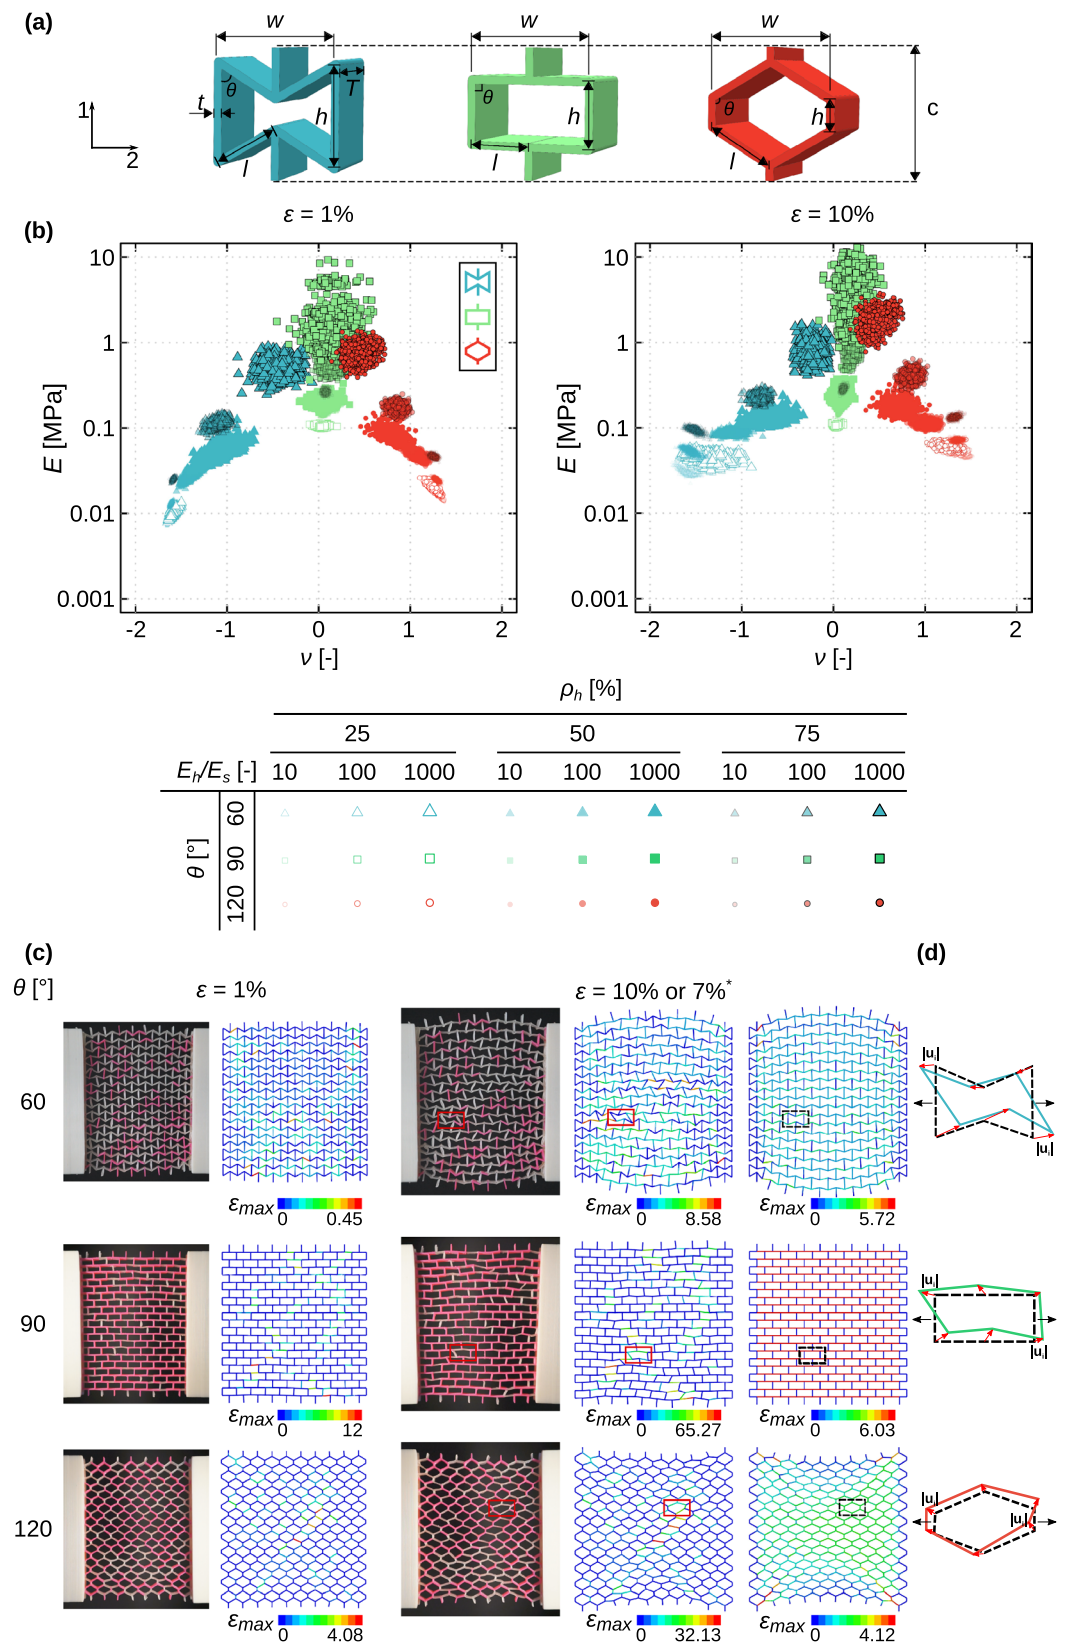 (a)
w
w
w
θ
T
t
h
l
θ
h
l
θ
h
l
c
1
2
(b)
ε = 1%
ε = 10%
10
1
0.1
0.01
0.001
E [MPa]
-2 -1 0 1 2
ν [-]
10
1
0.1
0.01
0.001
E [MPa]
-2 -1 0 1 2
ν [-]
ρh [%]
25 50 75
Eh/Es [-] 10 100 1000 10 100 1000 10 100 1000
θ [°]
60
90
120
(c)
(d)
θ [°]
ε = 1%
ε = 10% or 7%*
60
εmax 0 0.45
εmax 0 8.58
εmax 0 5.72
|ui|
|ui|
90
εmax 0 12
εmax 0 65.27
εmax 0 6.03
|ui|
|ui|
120
εmax 0 4.08
εmax 0 32.13
εmax 0 4.12
|ui|
|ui|